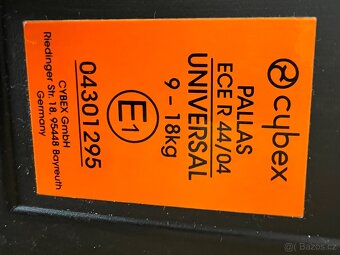 cybex
PALLAS
ECE R 44/04
UNIVERSAL
9 - 18kg
E1
04301295
CYBEX GmbH
Riedinger Str. 18, 95448 Bayreuth
Germany
© Bazos.cz